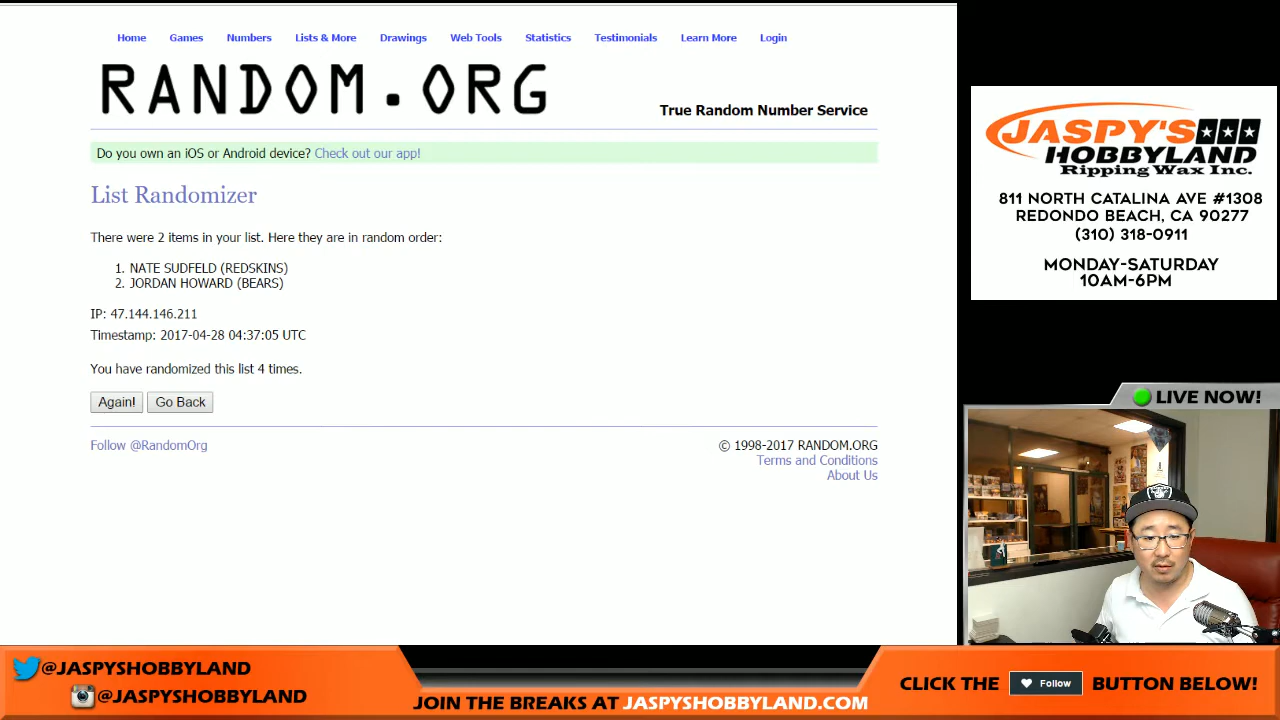 Home Games Numbers Lists & More Drawings Web Tools Statistics Testimonials Learn More Login
RANDOM.ORG
True Random Number Service
Do you own an iOS or Android device? Check out our app!
List Randomizer
There were 2 items in your list. Here they are in random order:
1. NATE SUDFELD (REDSKINS)
2. JORDAN HOWARD (BEARS)
IP: 47.144.146.211
Timestamp: 2017-04-28 04:37:05 UTC
You have randomized this list 4 times.
Again! Go Back
Follow @RandomOrg
© 1998-2017 RANDOM.ORG
Terms and Conditions
About Us
JASPY'S
HOBBYLAND
Ripping Wax Inc.
811 NORTH CATALINA AVE #1308
REDONDO BEACH, CA 90277
(310) 318-0911
MONDAY-SATURDAY
10AM-6PM
LIVE NOW!
@JASPYSHOBBYLAND
@JASPYSHOBBYLAND
JOIN THE BREAKS AT JASPYSHOBBYLAND.COM
CLICK THE Follow BUTTON BELOW!